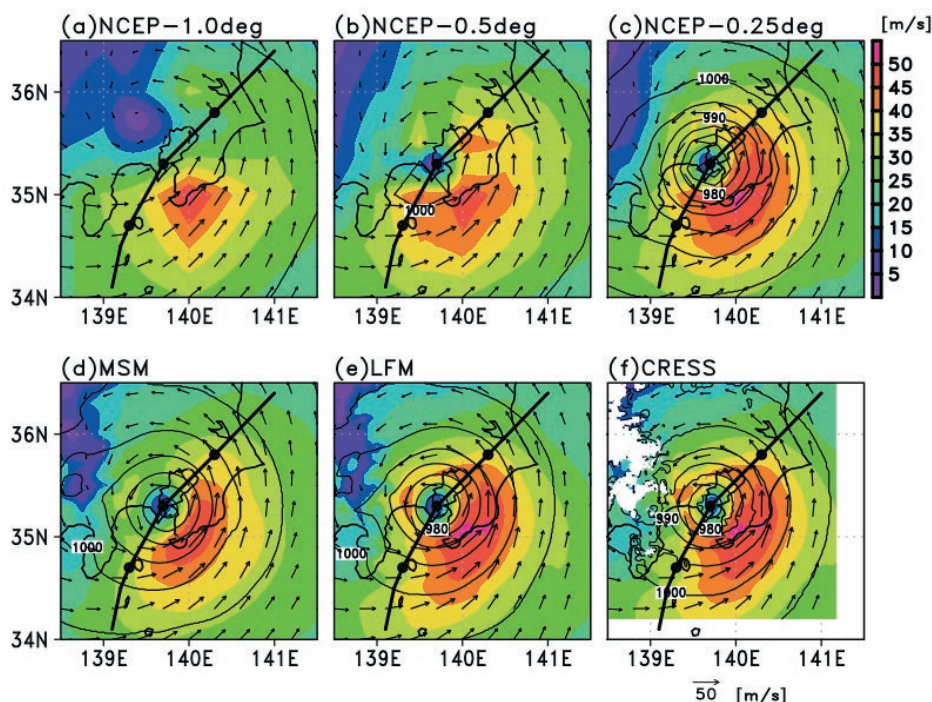 (a)NCEP-1.0deg (b)NCEP-0.5deg (c)NCEP-0.25deg [m/s]
36N 1000 50
990 45
40
35
35N 980 30
1000 25
20
15
10
5
34N
139E 140E 141E 139E 140E 141E 139E 140E 141E
(d)MSM (e)LFM (f)CRESS
36N
35N 1000 1000 980 990 980
1000
34N
139E 140E 141E 139E 140E 141E 139E 140E 141E
50 [m/s]